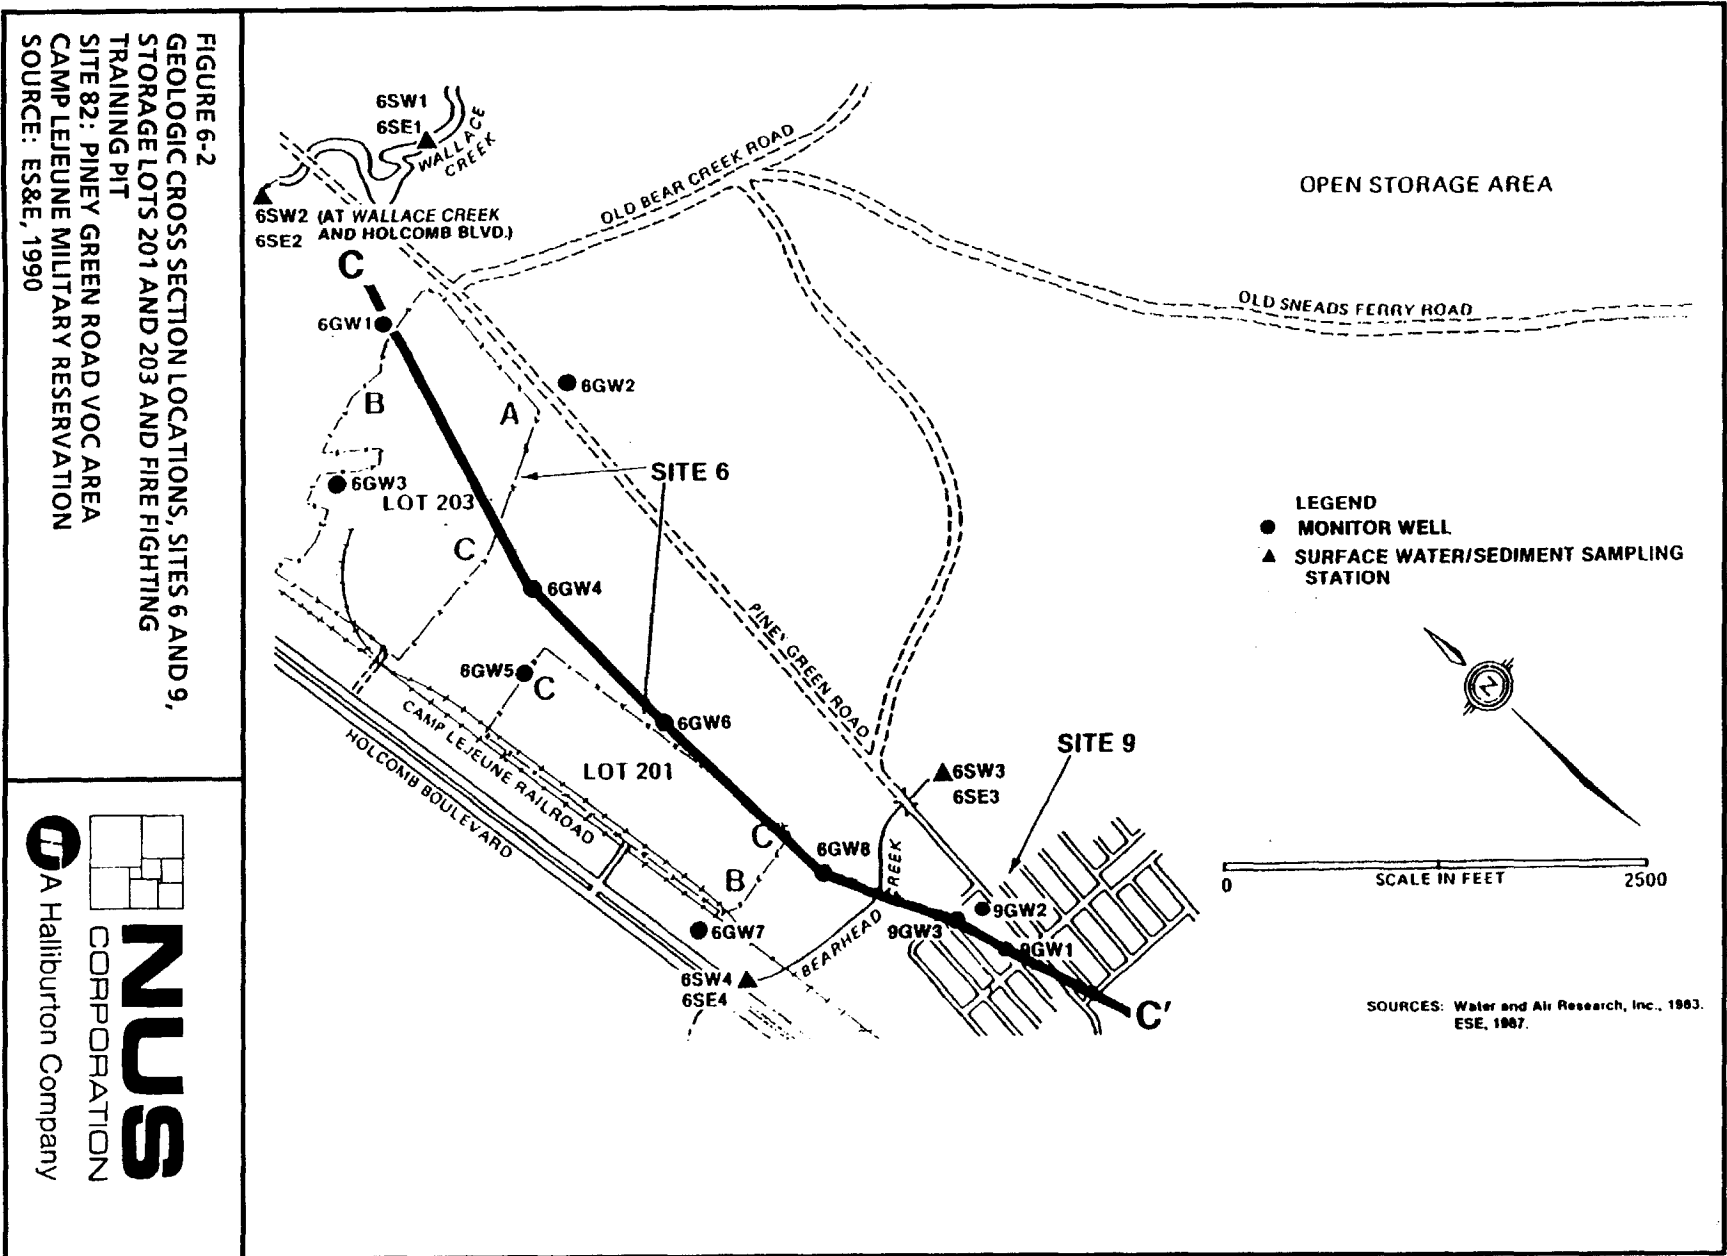 FIGURE 6-2
GEOLOGIC CROSS SECTION LOCATIONS, SITES 6 AND 9,
STORAGE LOTS 201 AND 203 AND FIRE FIGHTING
TRAINING PIT
SITE 82: PINEY GREEN ROAD VOC AREA
CAMP LEJEUNE MILITARY RESERVATION
SOURCE: ES&E, 1990
NUS
CORPORATION
A Halliburton Company
6SW1
6SE1
WALLACE
CREEK
6SW2 (AT WALLACE CREEK
6SE2 AND HOLCOMB BLVD.)
OLD BEAR CREEK ROAD
OPEN STORAGE AREA
OLD SNEADS FERRY ROAD
C
6GW1
6GW2
B
A
SITE 6
6GW3
LOT 203
C
6GW4
LEGEND
MONITOR WELL
SURFACE WATER/SEDIMENT SAMPLING
STATION
N
PINEY GREEN ROAD
6GW5
C
6GW6
CAMP LEJEUNE RAILROAD
HOLCOMB BOULEVARD
LOT 201
SITE 9
6SW3
6SE3
C
6GW8
B
BEARHEAD CREEK
6GW7
9GW2
9GW3
9GW1
6SW4
6SE4
C'
0
SCALE IN FEET
2500
SOURCES: Water and Air Research, Inc., 1983.
ESE, 1987.